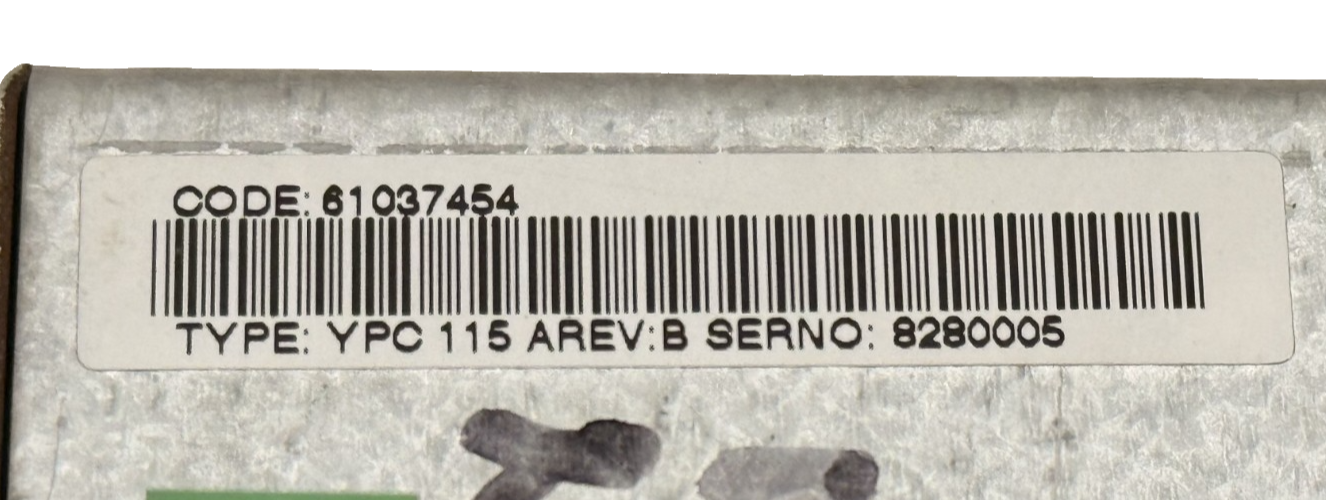 CODE: 61037454
TYPE: YPC 115 AREV:B SERNO: 8280005